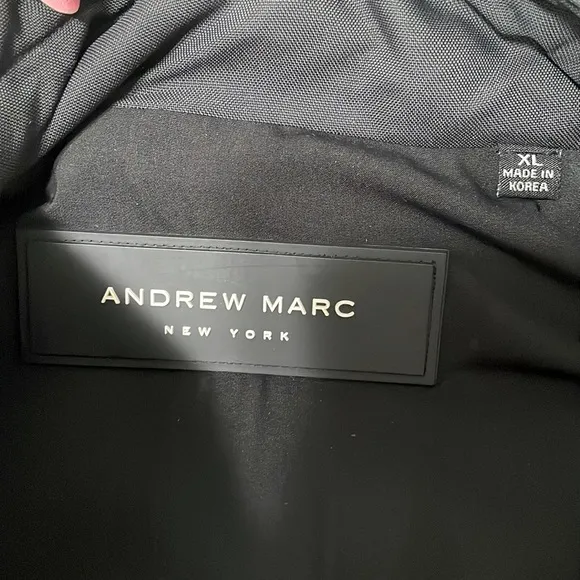 XL
MADE IN
KOREA
ANDREW MARC
NEW YORK